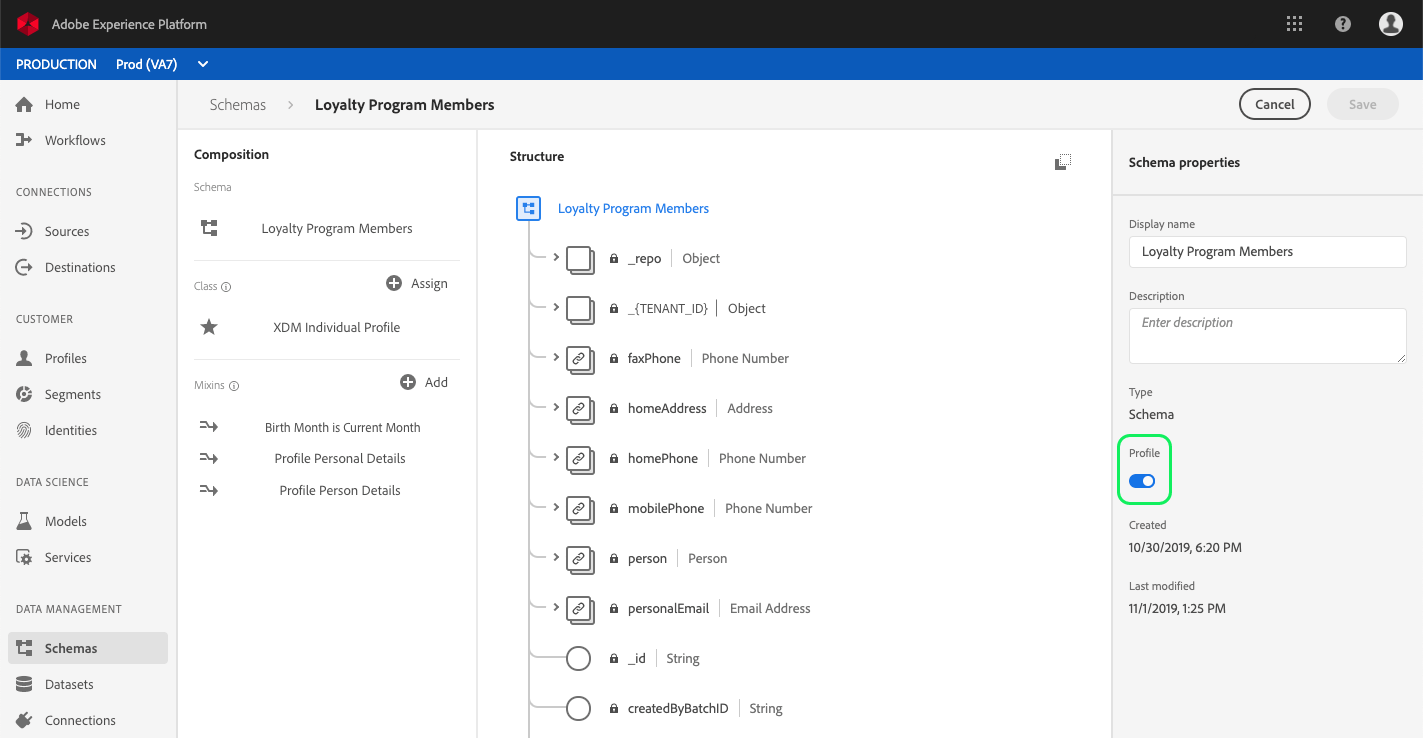 Adobe Experience Platform
?
PRODUCTION Prod (VA7)
Home
Workflows
CONNECTIONS
Sources
Destinations
CUSTOMER
Profiles
Segments
Identities
DATA SCIENCE
Models
Services
DATA MANAGEMENT
Schemas
Datasets
Connections
Schemas > Loyalty Program Members
Cancel
Save
Composition
Schema
Loyalty Program Members
Class
Assign
XDM Individual Profile
Mixins
Add
Birth Month is Current Month
Profile Personal Details
Profile Person Details
Structure
Loyalty Program Members
_repo | Object
_{TENANT_ID} | Object
faxPhone | Phone Number
homeAddress | Address
homePhone | Phone Number
mobilePhone | Phone Number
person | Person
personalEmail | Email Address
_id | String
createdByBatchID | String
Schema properties
Display name
Loyalty Program Members
Description
Enter description
Type
Schema
Profile
Created
10/30/2019, 6:20 PM
Last modified
11/1/2019, 1:25 PM